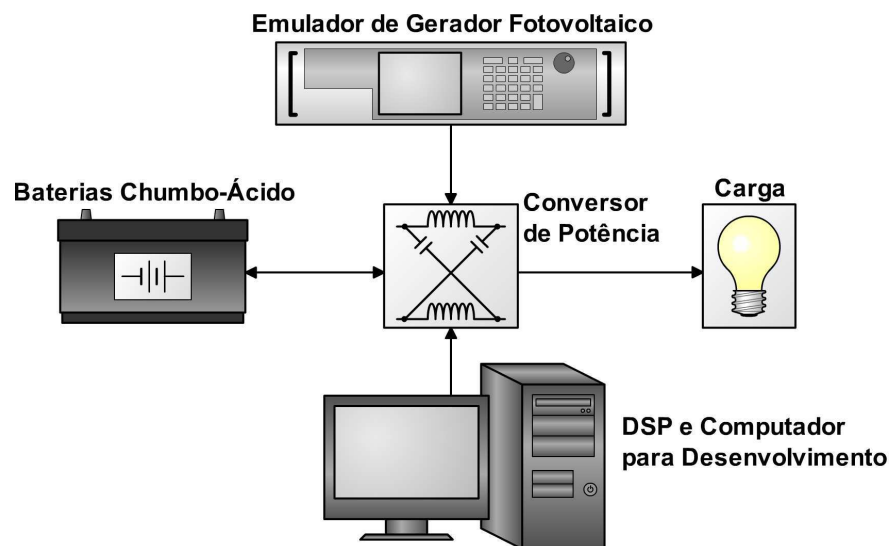 Emulador de Gerador Fotovoltaico
Baterias Chumbo-Ácido
Conversor
de Potência
Carga
DSP e Computador
para Desenvolvimento